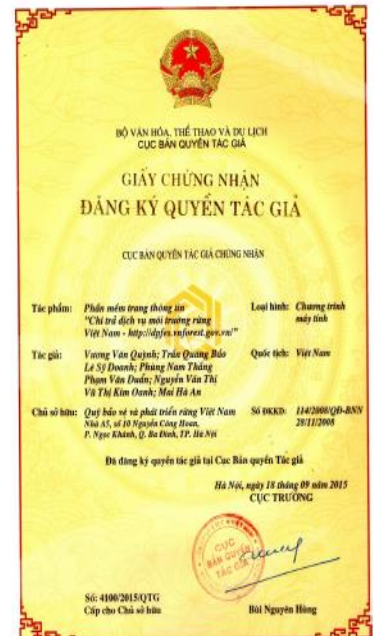 BỘ VĂN HÓA, THỂ THAO VÀ DU LỊCH
CỤC BẢN QUYỀN TÁC GIẢ
GIẤY CHỨNG NHẬN
ĐĂNG KÝ QUYỀN TÁC GIẢ
CỤC BẢN QUYỀN TÁC GIẢ CHỨNG NHẬN
Tác phẩm: Phần mềm trang thông tin Loại hình: Chương trình
"Chi trả dịch vụ môi trường rừng máy tính
Việt Nam - http://dpfes.vnforest.gov.vn/"
Tác giả: Vương Văn Quỳnh; Trần Quang Bảo Quốc tịch: Việt Nam
Lê Sỹ Doanh; Phùng Nam Thắng
Phạm Văn Duẩn; Nguyễn Văn Thị
Vũ Thị Kim Oanh; Mai Hà An
Chủ sở hữu: Quỹ bảo vệ và phát triển rừng Việt Nam Số ĐKKD: 114/2008/QĐ-BNN
Nhà A5, số 10 Nguyễn Công Hoan, 28/11/2008
P. Ngọc Khánh, Q. Ba Đình, TP. Hà Nội
Đã đăng ký quyền tác giả tại Cục Bản quyền Tác giả
Hà Nội, ngày 18 tháng 09 năm 2015
CỤC TRƯỞNG
CỤC
BẢN QUYỀN
TÁC GIẢ
Số: 4100/2015/QTG
Cấp cho Chủ sở hữu Bùi Nguyên Hùng